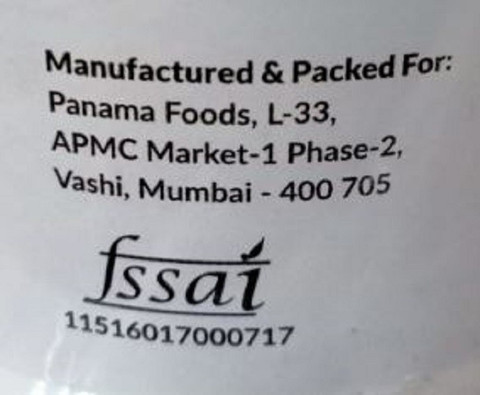 Manufactured & Packed For:
Panama Foods, L-33,
APMC Market-1 Phase-2,
Vashi, Mumbai - 400 705
fssai
11516017000717